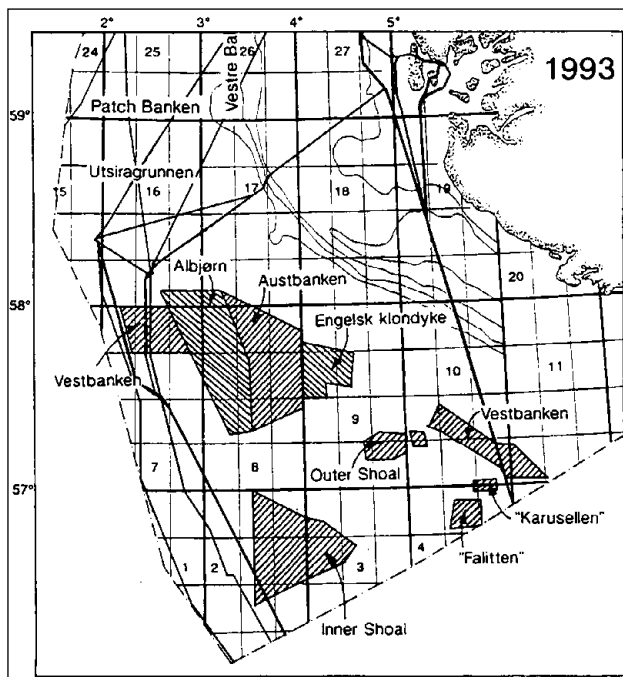 2° 3° 4° 5°
24 25 26 27
1993
Vestre Ba
59°
Patch Banken
Utsiragrunnen
15 16 17 18 19
Albjørn
20
Austbanken
58°
Engelsk klondyke
Vestbanken
10 11
Vestbanken
9
Outer Shoal
7 8
57°
"Karusellen"
1 2 3 4
"Falitten"
Inner Shoal